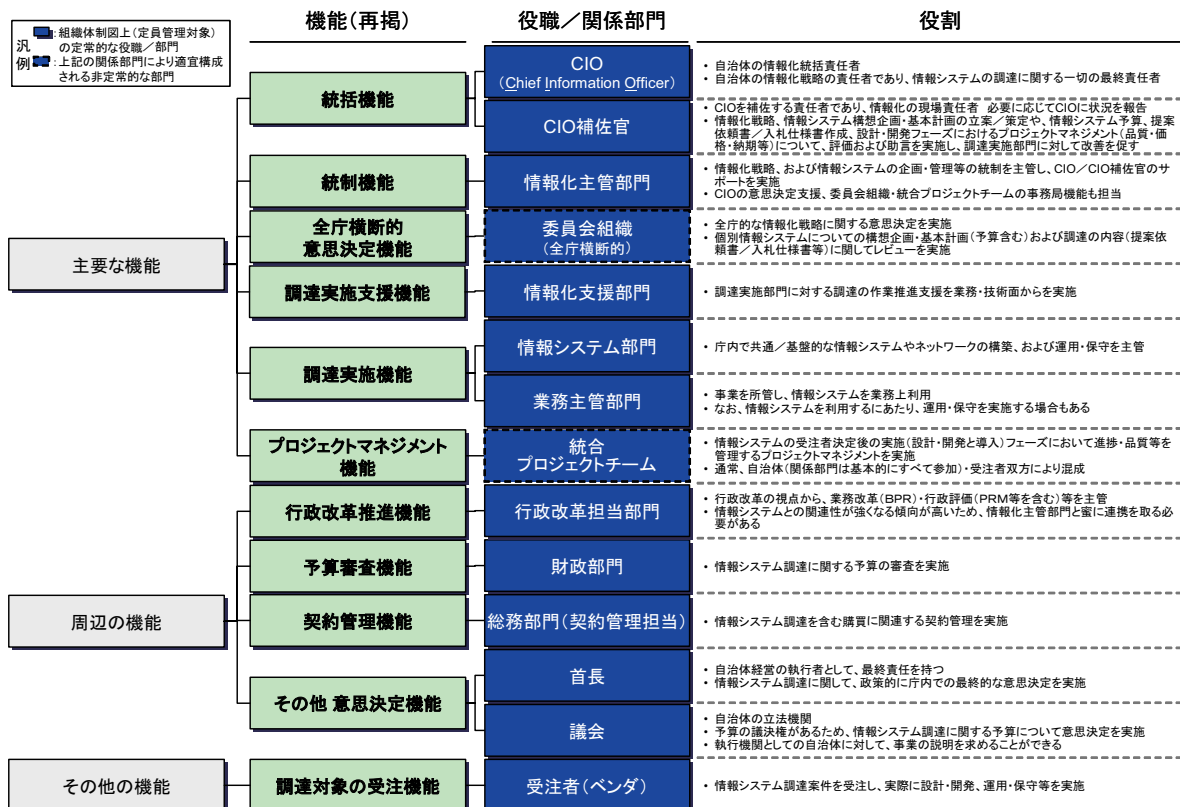 機能(再掲)
役職/関係部門
役割
汎
例
:組織体制図上(定員管理対象)
の定常的な役職/部門
:上記の関係部門により適宜構成
される非定常的な部門
主要な機能
統括機能
CIO
(Chief Information Officer)
・ 自治体の情報化統括責任者
・ 自治体の情報化戦略の責任者であり、情報システムの調達に関する一切の最終責任者
CIO補佐官
・ CIOを補佐する責任者であり、情報化の現場責任者 必要に応じてCIOに状況を報告
・ 情報化戦略、情報システム構想企画・基本計画の立案/策定や、情報システム予算、提案
依頼書/入札仕様書作成、設計・開発フェーズにおけるプロジェクトマネジメント(品質・価
格・納期等)について、評価および助言を実施し、調達実施部門に対して改善を促す
統制機能
情報化主管部門
・ 情報化戦略、および情報システムの企画・管理等の統制を主管し、CIO/CIO補佐官のサ
ポートを実施
・ CIOの意思決定支援、委員会組織・統合プロジェクトチームの事務局機能も担当
全庁横断的
意思決定機能
委員会組織
(全庁横断的)
・ 全庁的な情報化戦略に関する意思決定を実施
・ 個別情報システムについての構想企画・基本計画(予算含む)および調達の内容(提案依
頼書/入札仕様書等)に関してレビューを実施
調達実施支援機能
情報化支援部門
・ 調達実施部門に対する調達の作業推進支援を業務・技術面からを実施
調達実施機能
情報システム部門
・ 庁内で共通/基盤的な情報システムやネットワークの構築、および運用・保守を主管
業務主管部門
・ 事業を所管し、情報システムを業務上利用
・ なお、情報システムを利用するにあたり、運用・保守を実施する場合もある
プロジェクトマネジメント
機能
統合
プロジェクトチーム
・ 情報システムの受注者決定後の実施(設計・開発と導入)フェーズにおいて進捗・品質等を
管理するプロジェクトマネジメントを実施
・ 通常、自治体(関係部門は基本的にすべて参加)・受注者双方により混成
周辺の機能
行政改革推進機能
行政改革担当部門
・ 行政改革の視点から、業務改革(BPR)・行政評価(PRM等を含む)等を主管
・ 情報システムとの関連性が強くなる傾向が高いため、情報化主管部門と蜜に連携を取る必
要がある
予算審査機能
財政部門
・ 情報システム調達に関する予算の審査を実施
契約管理機能
総務部門(契約管理担当)
・ 情報システム調達を含む購買に関連する契約管理を実施
その他 意思決定機能
首長
・ 自治体経営の執行者として、最終責任を持つ
・ 情報システム調達に関して、政策的に庁内での最終的な意思決定を実施
議会
・ 自治体の立法機関
・ 予算の議決権があるため、情報システム調達に関する予算について意思決定を実施
・ 執行機関としての自治体に対して、事業の説明を求めることができる
その他の機能
調達対象の受注機能
受注者(ベンダ)
・ 情報システム調達案件を受注し、実際に設計・開発、運用・保守等を実施